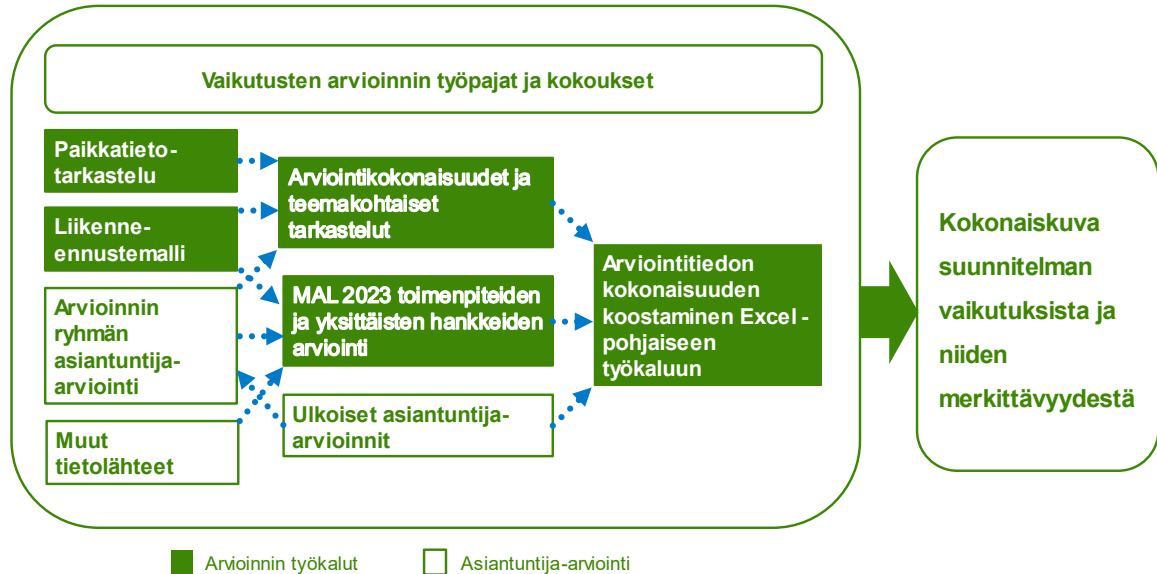 Vaikutusten arvioinnin työpajat ja kokoukset
Paikkatieto-
tarkastelu
Liikenne-
ennustemalli
Arvioinnin
ryhmän
asiantuntija-
arviointi
Muut
tietolähteet
Arviointikokonaisuudet ja
teemakohtaiset
tarkastelut
MAL 2023 toimenpiteiden
ja yksittäisten hankkeiden
arviointi
Ulkoiset asiantuntija-
arvioinnit
Arviointitiedon
kokonaisuuden
koostaminen Excel -
pohjaiseen
työkaluun
Kokonaiskuva
suunnitelman
vaikutuksista ja
niiden
merkittävyydestä
Arvioinnin työkalut
Asiantuntija-arviointi